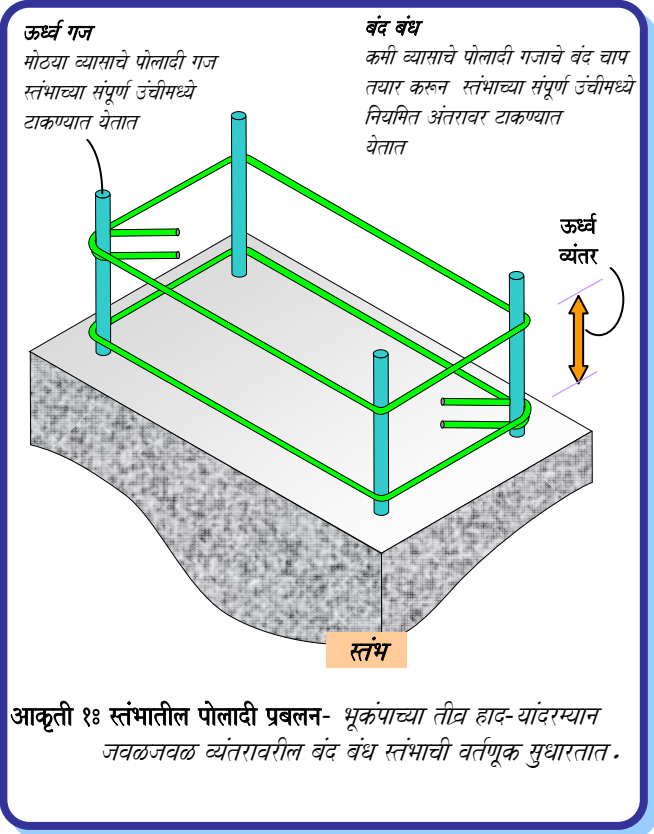 ऊर्ध्व गज
मोठया व्यासाचे पोलादी गज
स्तंभाच्या संपूर्ण उंचीमध्ये
टाकण्यात येतात
बंद बंध
कमी व्यासाचे पोलादी गजाचे बंद चाप
तयार करून स्तंभाच्या संपूर्ण उंचीमध्ये
नियमित अंतरावर टाकण्यात
येतात
ऊर्ध्व
व्यंतर
स्तंभ
आकृती १ः स्तंभातील पोलादी प्रबलन- भूकंपाच्या तीव्र हाद-यांदरम्यान
जवळजवळ व्यंतरावरील बंद बंध स्तंभाची वर्तणूक सुधारतात.